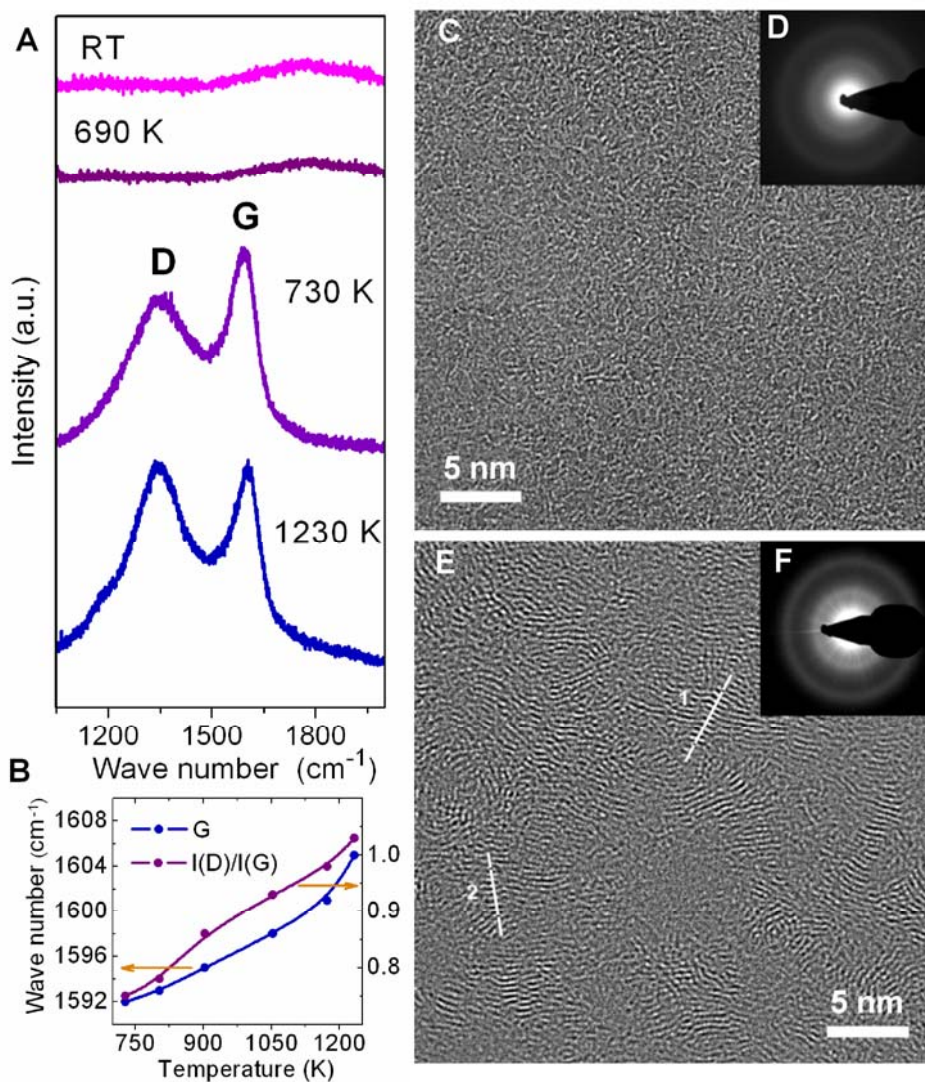 A
RT
690 K
D
G
730 K
1230 K
Intensity (a.u.)
1200
1500
1800
Wave number (cm⁻¹)
B
1608
1604
1600
1596
1592
Wave number (cm⁻¹)
G
I(D)/I(G)
1.0
0.9
0.8
750
900
1050
1200
Temperature (K)
C
5 nm
D
E
1
2
5 nm
F